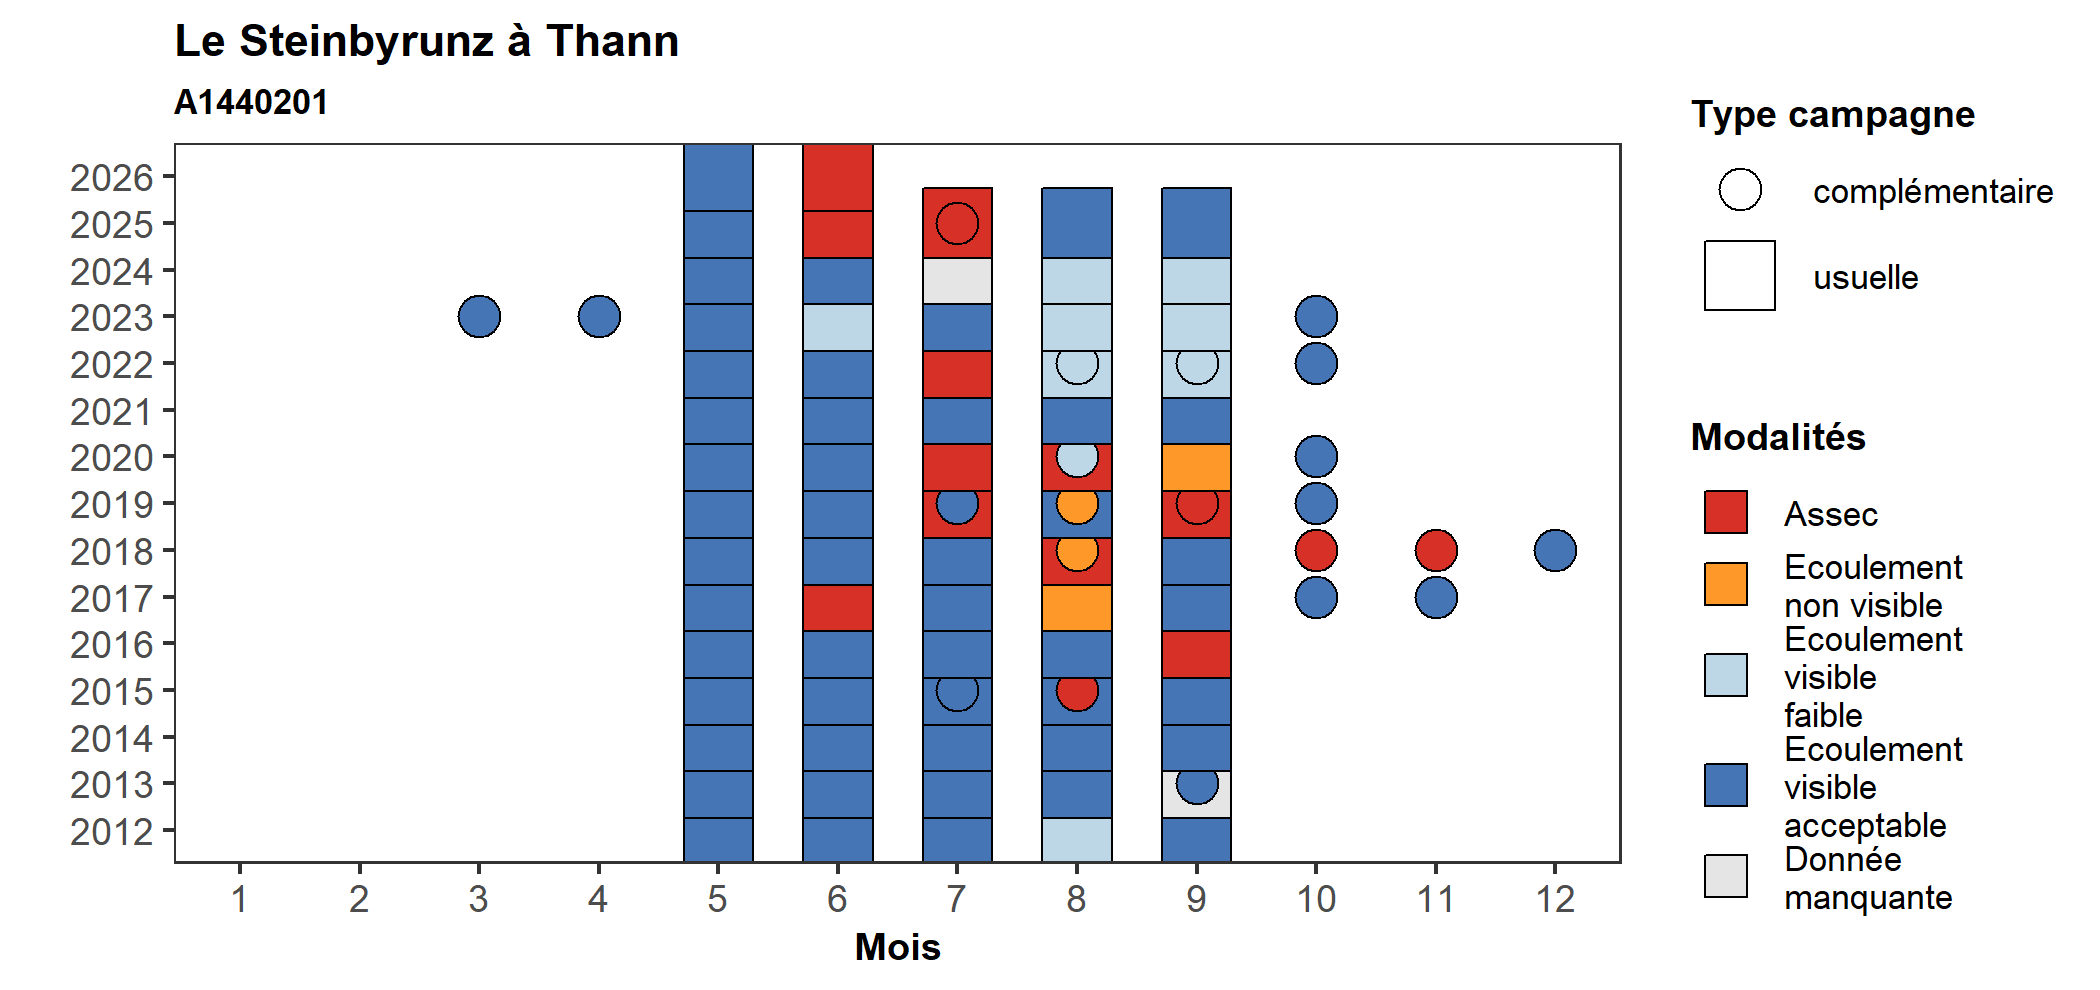 Le Steinbyrunz à Thann
A1440201
2026
2025
2024
2023
2022
2021
2020
2019
2018
2017
2016
2015
2014
2013
2012
1 2 3 4 5 6 7 8 9 10 11 12
Mois
Type campagne
complémentaire
usuelle
Modalités
Assec
Ecoulement
non visible
Ecoulement
visible
faible
Ecoulement
visible
acceptable
Donnée
manquante